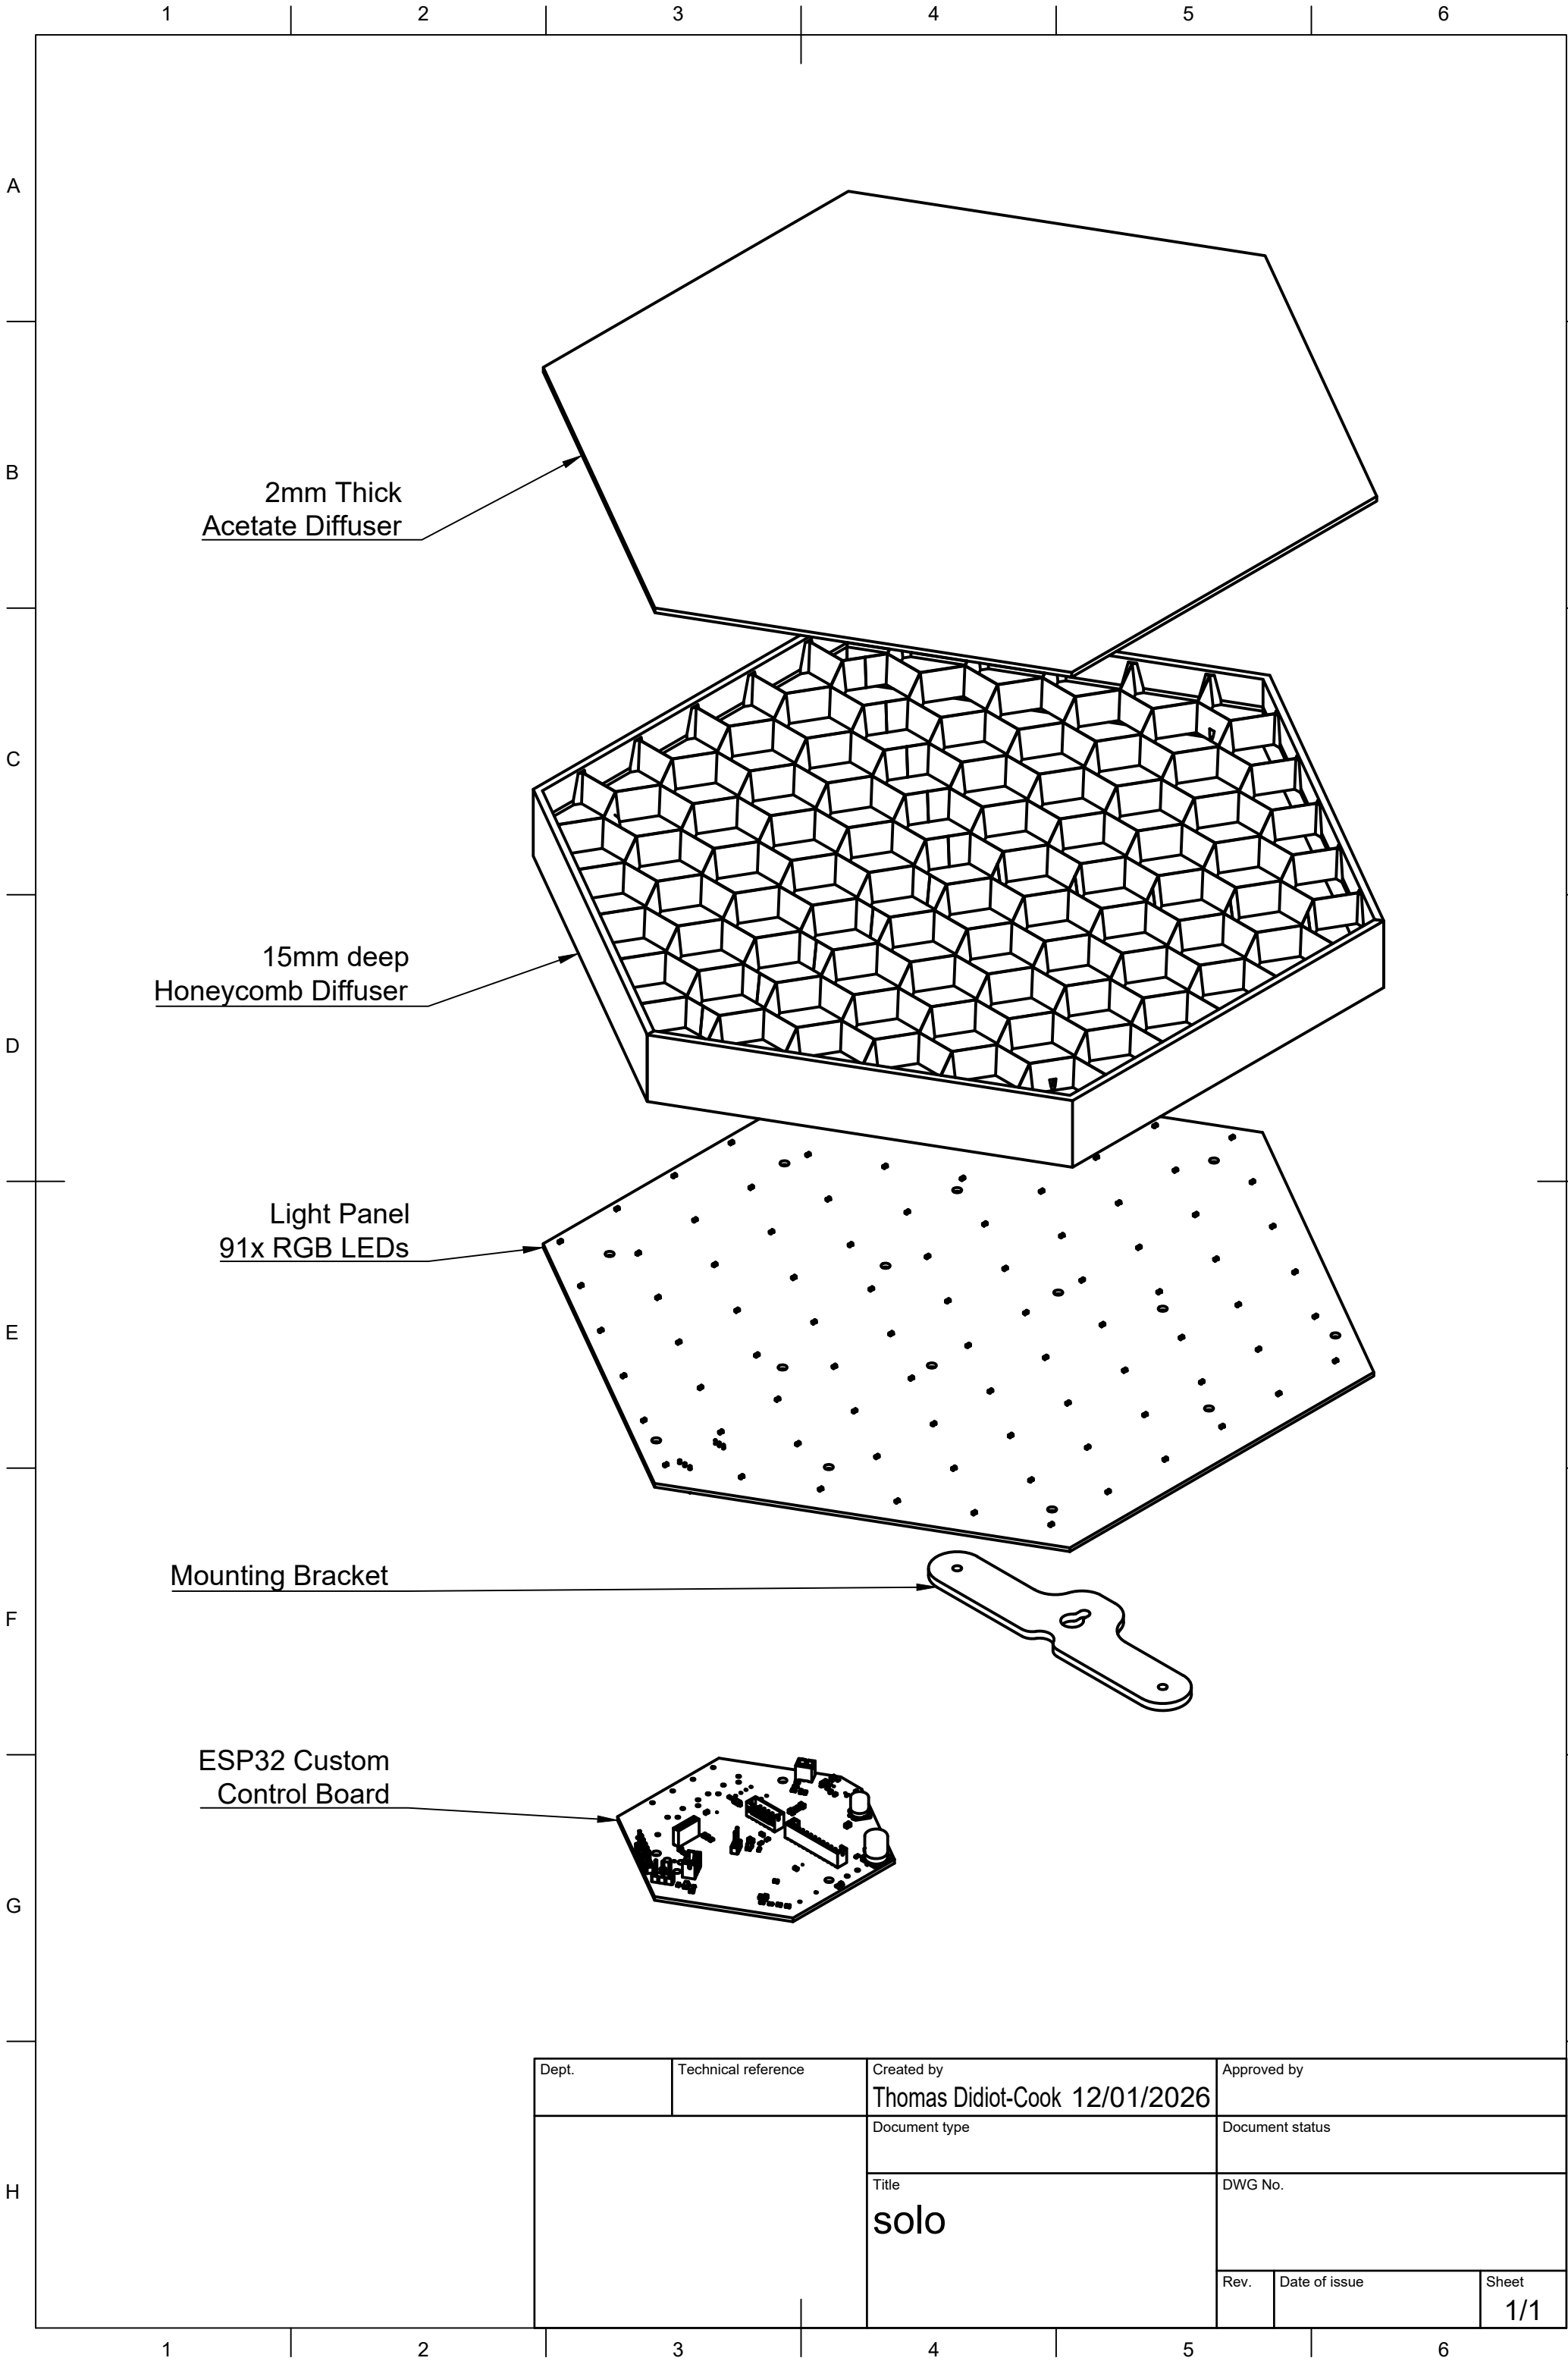 1 2 3 4 5 6
A
B
2mm Thick
Acetate Diffuser
C
15mm deep
Honeycomb Diffuser
D
Light Panel
91x RGB LEDs
E
Mounting Bracket
F
ESP32 Custom
Control Board
G
Dept.
Technical reference
Created by
Thomas Didiot-Cook 12/01/2026
Approved by
Document type
Document status
H
Title
solo
DWG No.
Rev.
Date of issue
Sheet
1/1
1 2 3 4 5 6